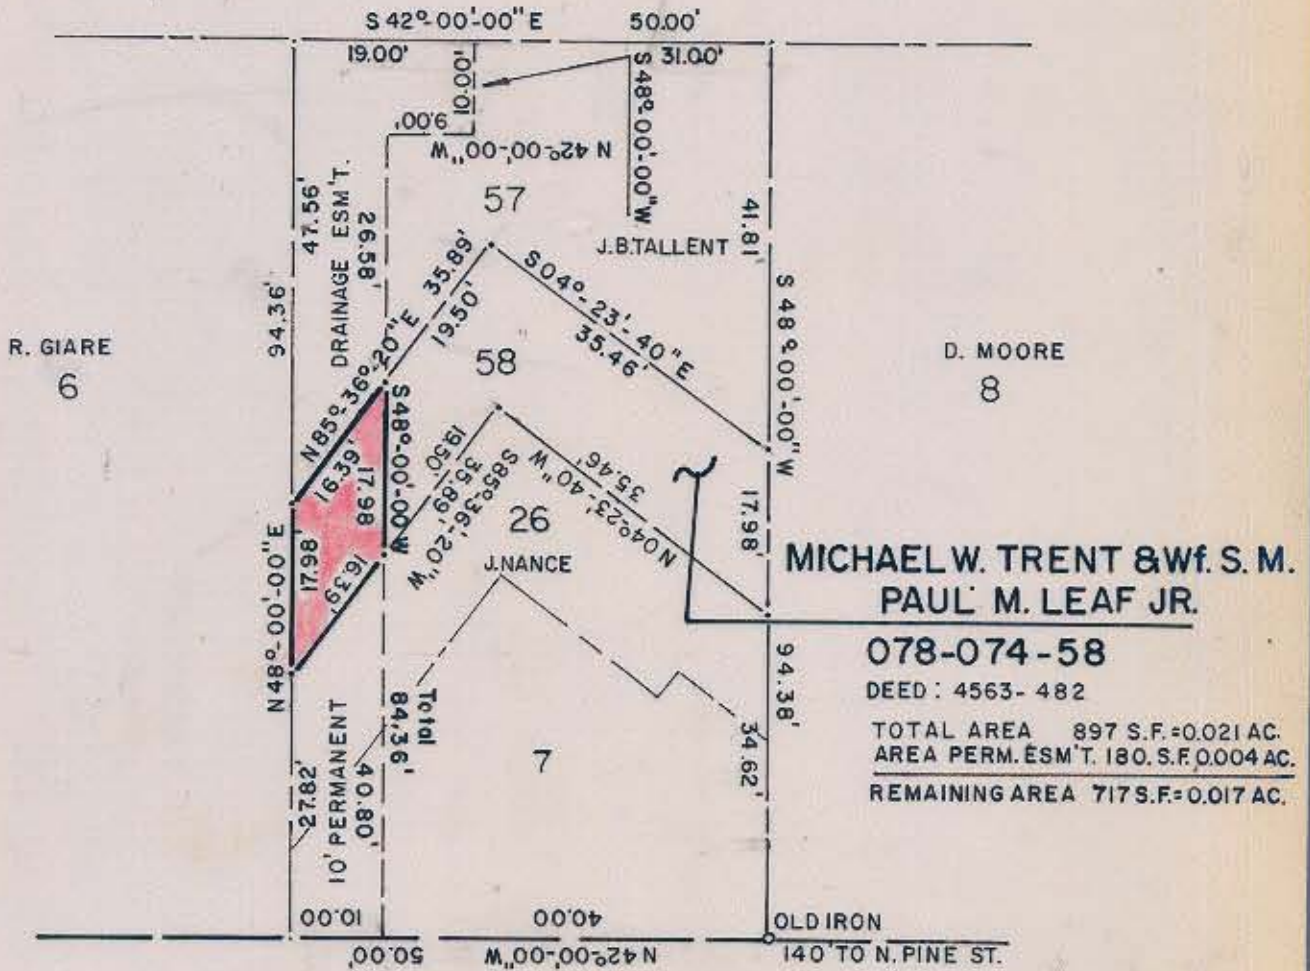 S 42°-00'-00" E 50.00'
19.00' 31.00'
10.00'
9.00'
N 42°-00'-00" W
S 48°-00'-00" W
57
J.B.TALLENT
47.56'
DRAINAGE ESM'T.
26.58'
94.36'
41.81'
S 48°-00'-00" W
R. GIARE
6
D. MOORE
8
N 85°-36'-20" E 35.89'
16.39' 19.50'
S 04°-23'-40" E
35.46'
58
S 48°-00'-00" W
17.98
17.98'
N 48°-00'-00" E
16.39'
19.50'
35.89'
S 85°-36'-20" W
N 04°-23'-40" W
35.46'
17.98'
26
J.NANCE
MICHAEL W. TRENT & Wf. S. M.
PAUL M. LEAF JR.
078-074-58
DEED: 4563-482
TOTAL AREA 897 S.F.=0.021 AC.
AREA PERM. ESM'T. 180. S.F. 0.004 AC.
REMAINING AREA 717 S.F.=0.017 AC.
94.38'
34.62'
Total
84.36'
7
27.82'
10' PERMANENT
40.80'
10.00 40.00
50.00' N 42°-00'-00" W
OLD IRON
140' TO N. PINE ST.